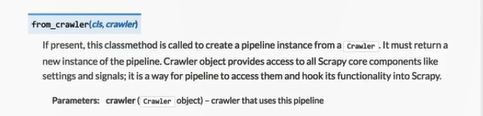 from_crawler(cls, crawler)
If present, this classmethod is called to create a pipeline instance from a Crawler . It must return a
new instance of the pipeline. Crawler object provides access to all Scrapy core components like
settings and signals; it is a way for pipeline to access them and hook its functionality into Scrapy.
Parameters: crawler ( Crawler object) – crawler that uses this pipeline